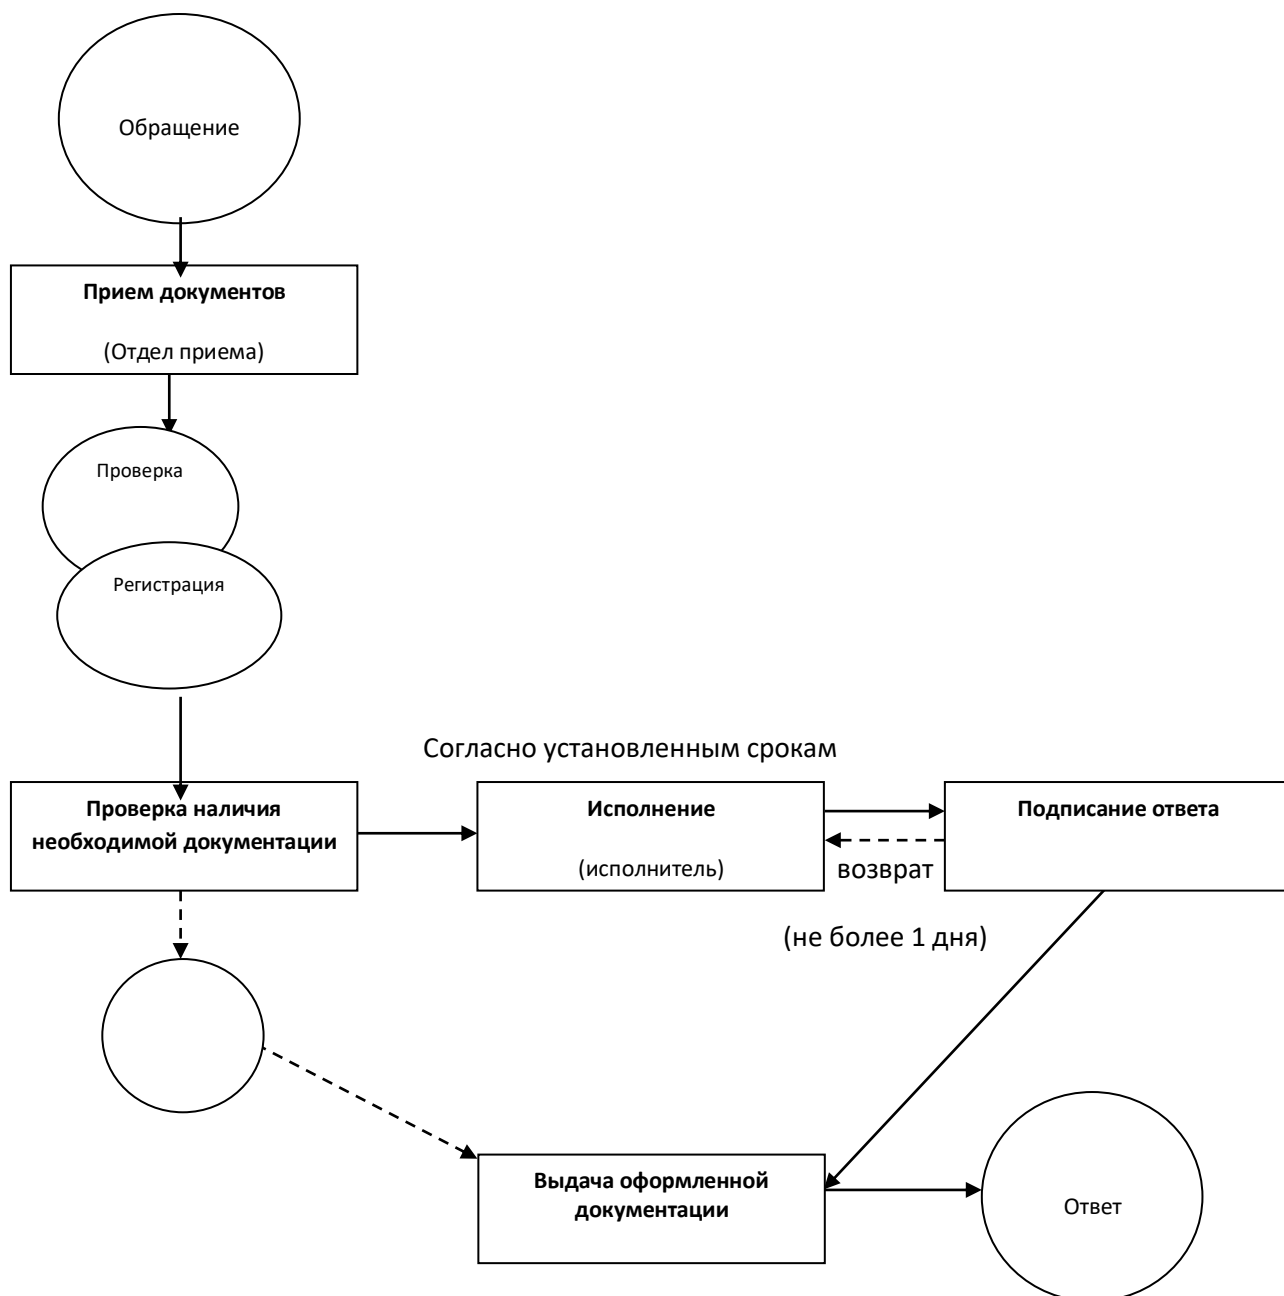 Обращение
Прием документов
(Отдел приема)
Проверка
Регистрация
Согласно установленным срокам
Проверка наличия
необходимой документации
Исполнение
(исполнитель)
Подписание ответа
возврат
(не более 1 дня)
Выдача оформленной
документации
Ответ